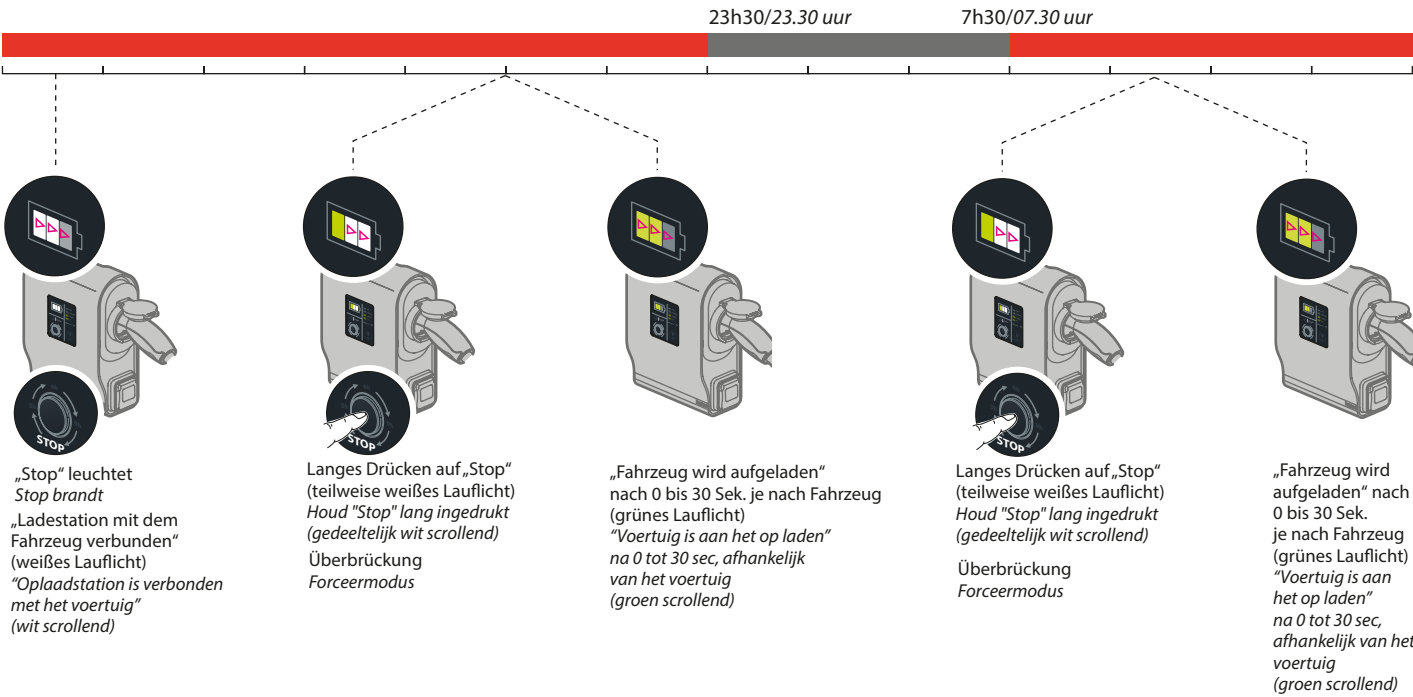 23h30/23.30 uur
7h30/07.30 uur
STOP
„Stop“ leuchtet
Stop brandt
„Ladestation mit dem
Fahrzeug verbunden“
(weißes Lauflicht)
“Oplaadstation is verbonden
met het voertuig”
(wit scrollend)
STOP
Langes Drücken auf „Stop“
(teilweise weißes Lauflicht)
Houd "Stop" lang ingedrukt
(gedeeltelijk wit scrollend)
Überbrückung
Forceermodus
„Fahrzeug wird aufgeladen“
nach 0 bis 30 Sek. je nach Fahrzeug
(grünes Lauflicht)
“Voertuig is aan het op laden”
na 0 tot 30 sec, afhankelijk
van het voertuig
(groen scrollend)
STOP
Langes Drücken auf „Stop“
(teilweise weißes Lauflicht)
Houd "Stop" lang ingedrukt
(gedeeltelijk wit scrollend)
Überbrückung
Forceermodus
„Fahrzeug wird
aufgeladen“ nach
0 bis 30 Sek.
je nach Fahrzeug
(grünes Lauflicht)
“Voertuig is aan
het op laden”
na 0 tot 30 sec,
afhankelijk van het
voertuig
(groen scrollend)